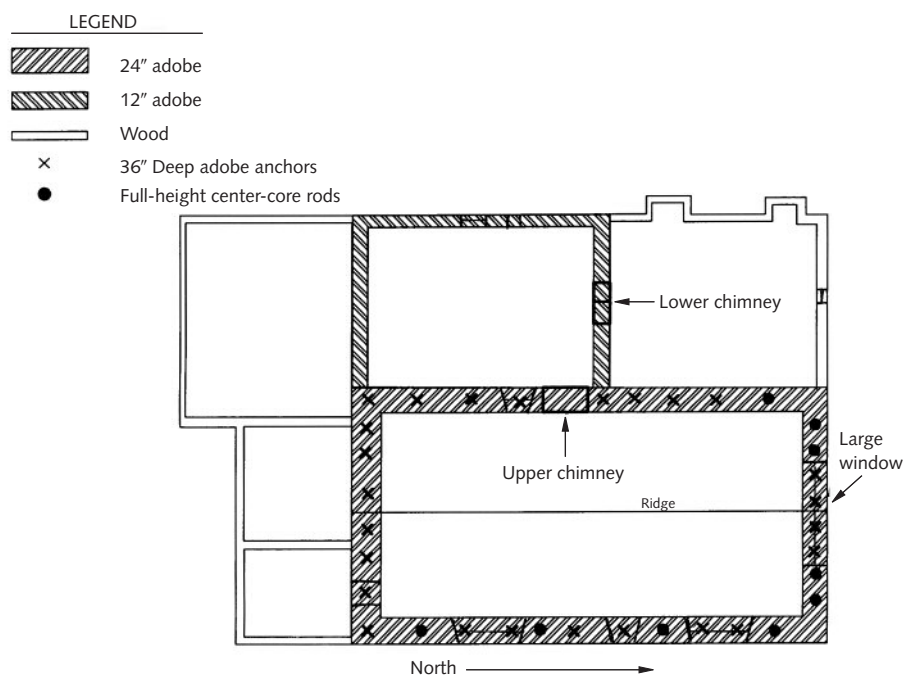 LEGEND
24″ adobe
12″ adobe
Wood
36″ Deep adobe anchors
Full-height center-core rods
Lower chimney
Upper chimney
Large
window
Ridge
North